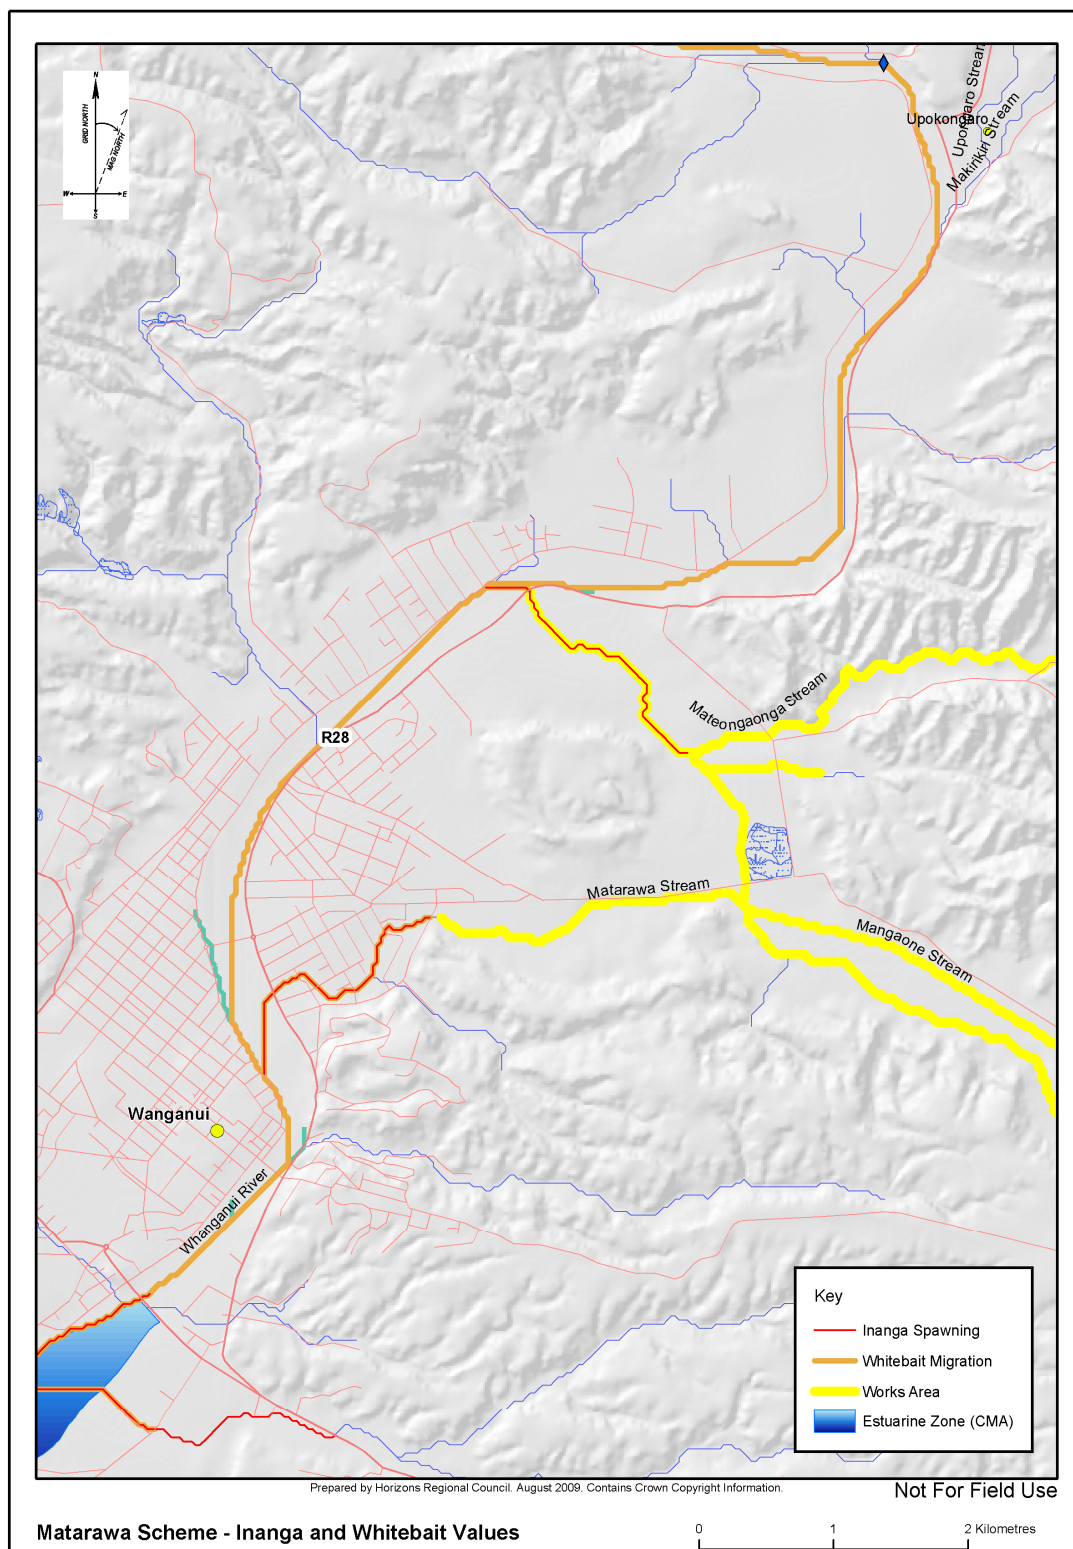 N
GRID NORTH
MAG NORTH
W
E
S
Upokongaro Stream
Upokongaro
Makirikiri Stream
Mateongaonga Stream
R28
Matarawa Stream
Mangaone Stream
Wanganui
Whanganui River
Key
Inanga Spawning
Whitebait Migration
Works Area
Estuarine Zone (CMA)
Prepared by Horizons Regional Council. August 2009. Contains Crown Copyright Information.
Not For Field Use
Matarawa Scheme - Inanga and Whitebait Values
0 1 2 Kilometres